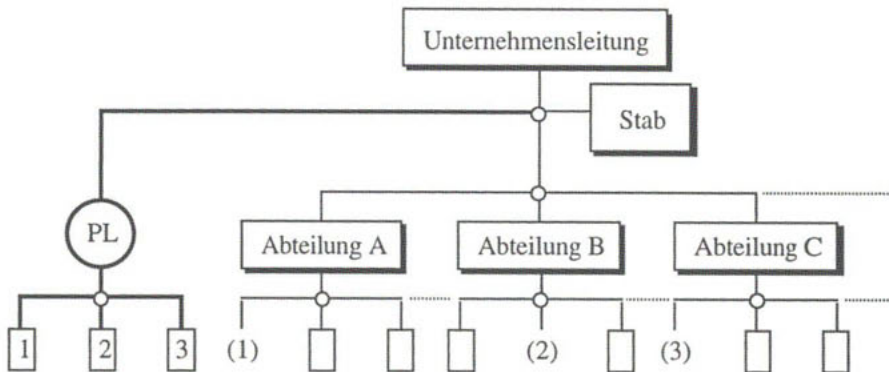 Unternehmensleitung
Stab
PL
Abteilung A
Abteilung B
Abteilung C
1
2
3
(1)
(2)
(3)